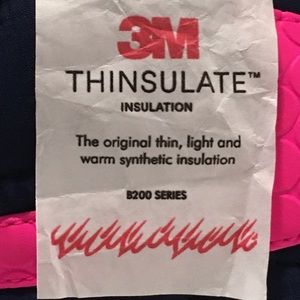 3M
THINSULATE™
INSULATION
The original thin, light and
warm synthetic insulation
B200 SERIES